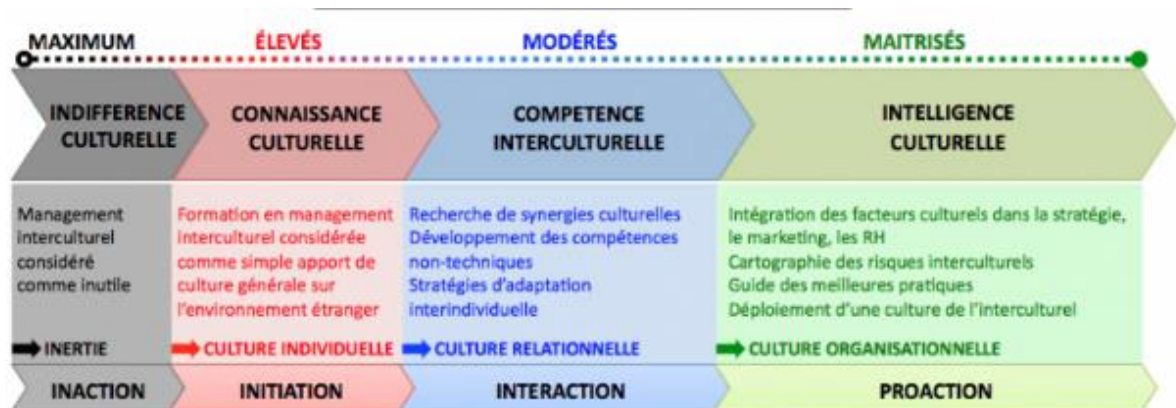 MAXIMUM
ÉLEVÉS
MODÉRÉS
MAITRISÉS
INDIFFERENCE
CULTURELLE
CONNAISSANCE
CULTURELLE
COMPETENCE
INTERCULTURELLE
INTELLIGENCE
CULTURELLE
Management
interculturel
considéré
comme inutile
INERTIE
Formation en management
interculturel considérée
comme simple apport de
culture générale sur
l'environnement étranger
CULTURE INDIVIDUELLE
Recherche de synergies culturelles
Développement des compétences
non-techniques
Stratégies d'adaptation
interindividuelle
CULTURE RELATIONNELLE
Intégration des facteurs culturels dans la stratégie,
le marketing, les RH
Cartographie des risques interculturels
Guide des meilleures pratiques
Déploiement d'une culture de l'interculturel
CULTURE ORGANISATIONNELLE
INACTION
INITIATION
INTERACTION
PROACTION